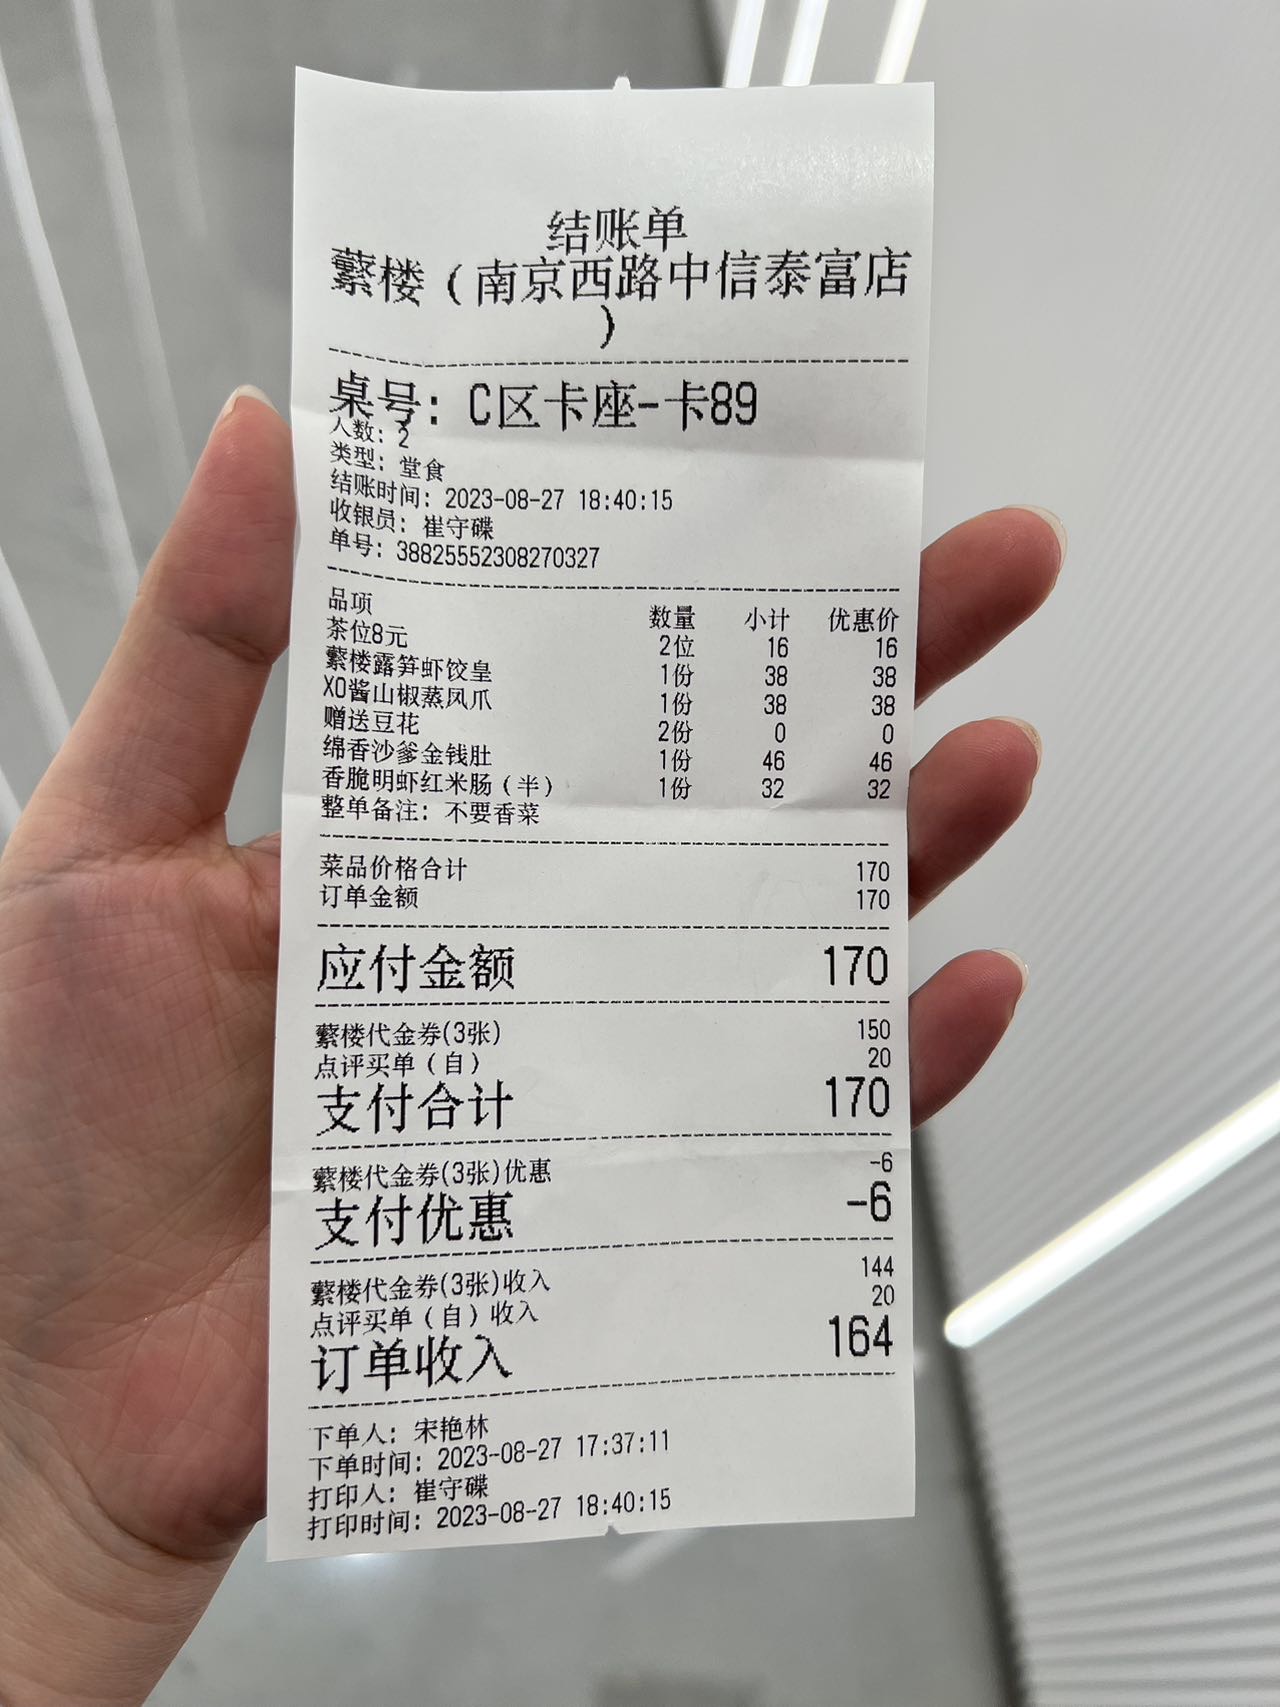 结账单
蘩楼（南京西路中信泰富店
）
桌号：C区卡座-卡89
人数：2
类型：堂食
结账时间：2023-08-27 18:40:15
收银员：崔守碟
单号：38825552308270327
品项 数量 小计 优惠价
茶位8元 2位 16 16
蘩楼露笋虾饺皇 1份 38 38
XO酱山椒蒸凤爪 1份 38 38
赠送豆花 2份 0 0
绵香沙爹金钱肚 1份 46 46
香脆明虾红米肠（半） 1份 32 32
整单备注：不要香菜
菜品价格合计 170
订单金额 170
应付金额 170
蘩楼代金券(3张) 150
点评买单（自） 20
支付合计 170
蘩楼代金券(3张)优惠 -6
支付优惠 -6
蘩楼代金券(3张)收入 144
点评买单（自）收入 20
订单收入 164
下单人：宋艳林
下单时间：2023-08-27 17:37:11
打印人：崔守碟
打印时间：2023-08-27 18:40:15